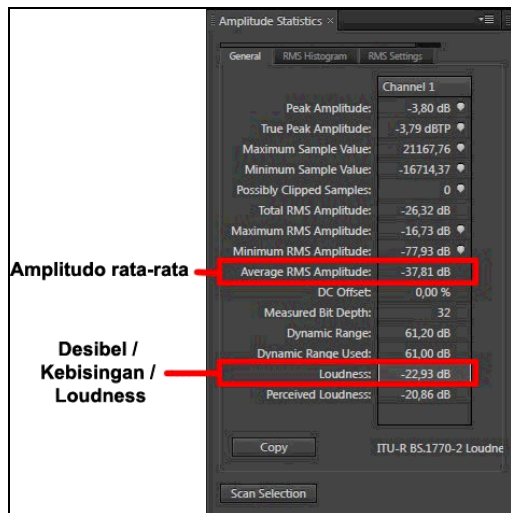 Amplitude Statistics ×
General RMS Histogram RMS Settings
Channel 1
Peak Amplitude: -3,80 dB
True Peak Amplitude: -3,79 dBTP
Maximum Sample Value: 21167,76
Minimum Sample Value: -16714,37
Possibly Clipped Samples: 0
Total RMS Amplitude: -26,32 dB
Maximum RMS Amplitude: -16,73 dB
Minimum RMS Amplitude: -77,93 dB
Amplitudo rata-rata
Average RMS Amplitude: -37,81 dB
DC Offset: 0,00 %
Measured Bit Depth: 32
Dynamic Range: 61,20 dB
Dynamic Range Used: 61,00 dB
Desibel /
Kebisingan /
Loudness
Loudness: -22,93 dB
Perceived Loudness: -20,86 dB
Copy ITU-R BS.1770-2 Loudne
Scan Selection